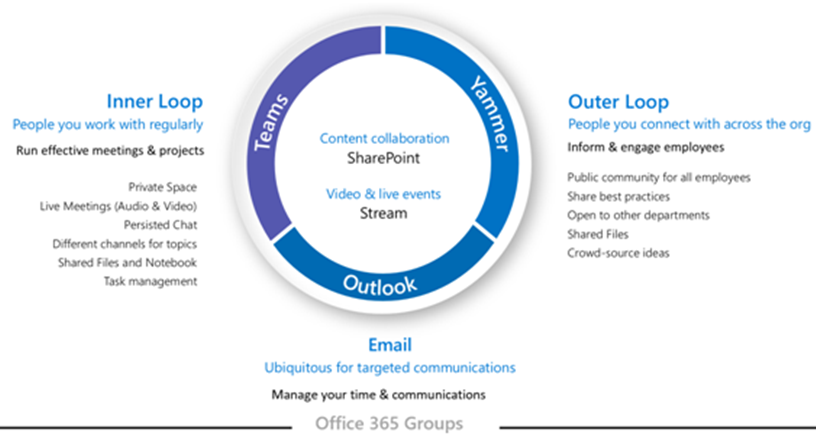 Inner Loop
People you work with regularly
Run effective meetings & projects
Private Space
Live Meetings (Audio & Video)
Persisted Chat
Different channels for topics
Shared Files and Notebook
Task management
Teams
Yammer
Outlook
Content collaboration
SharePoint
Video & live events
Stream
Outer Loop
People you connect with across the org
Inform & engage employees
Public community for all employees
Share best practices
Open to other departments
Shared Files
Crowd-source ideas
Email
Ubiquitous for targeted communications
Manage your time & communications
Office 365 Groups